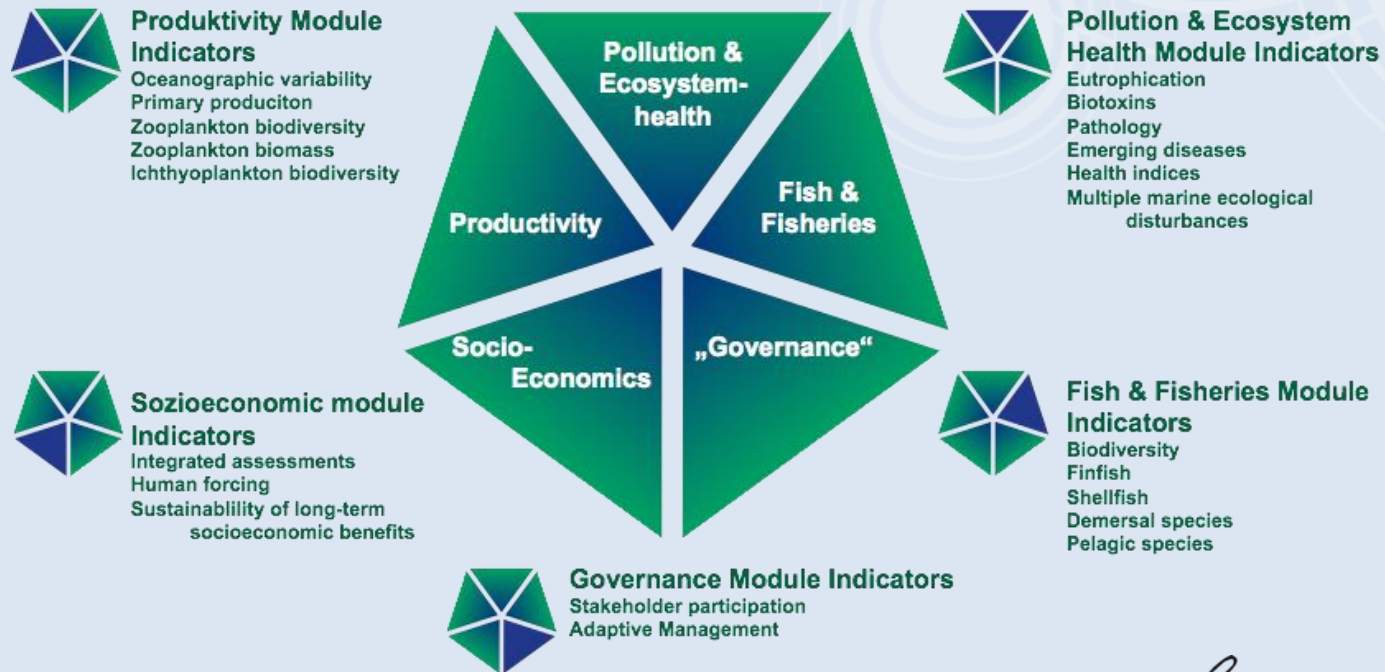 Produktivity Module
Indicators
Oceanographic variability
Primary produciton
Zooplankton biodiversity
Zooplankton biomass
Ichthyoplankton biodiversity
Pollution &
Ecosystem-
health
Fish &
Fisheries
Productivity
Socio-
Economics
„Governance“
Pollution & Ecosystem
Health Module Indicators
Eutrophication
Biotoxins
Pathology
Emerging diseases
Health indices
Multiple marine ecological
disturbances
Sozioeconomic module
Indicators
Integrated assessments
Human forcing
Sustainablility of long-term
socioeconomic benefits
Fish & Fisheries Module
Indicators
Biodiversity
Finfish
Shellfish
Demersal species
Pelagic species
Governance Module Indicators
Stakeholder participation
Adaptive Management